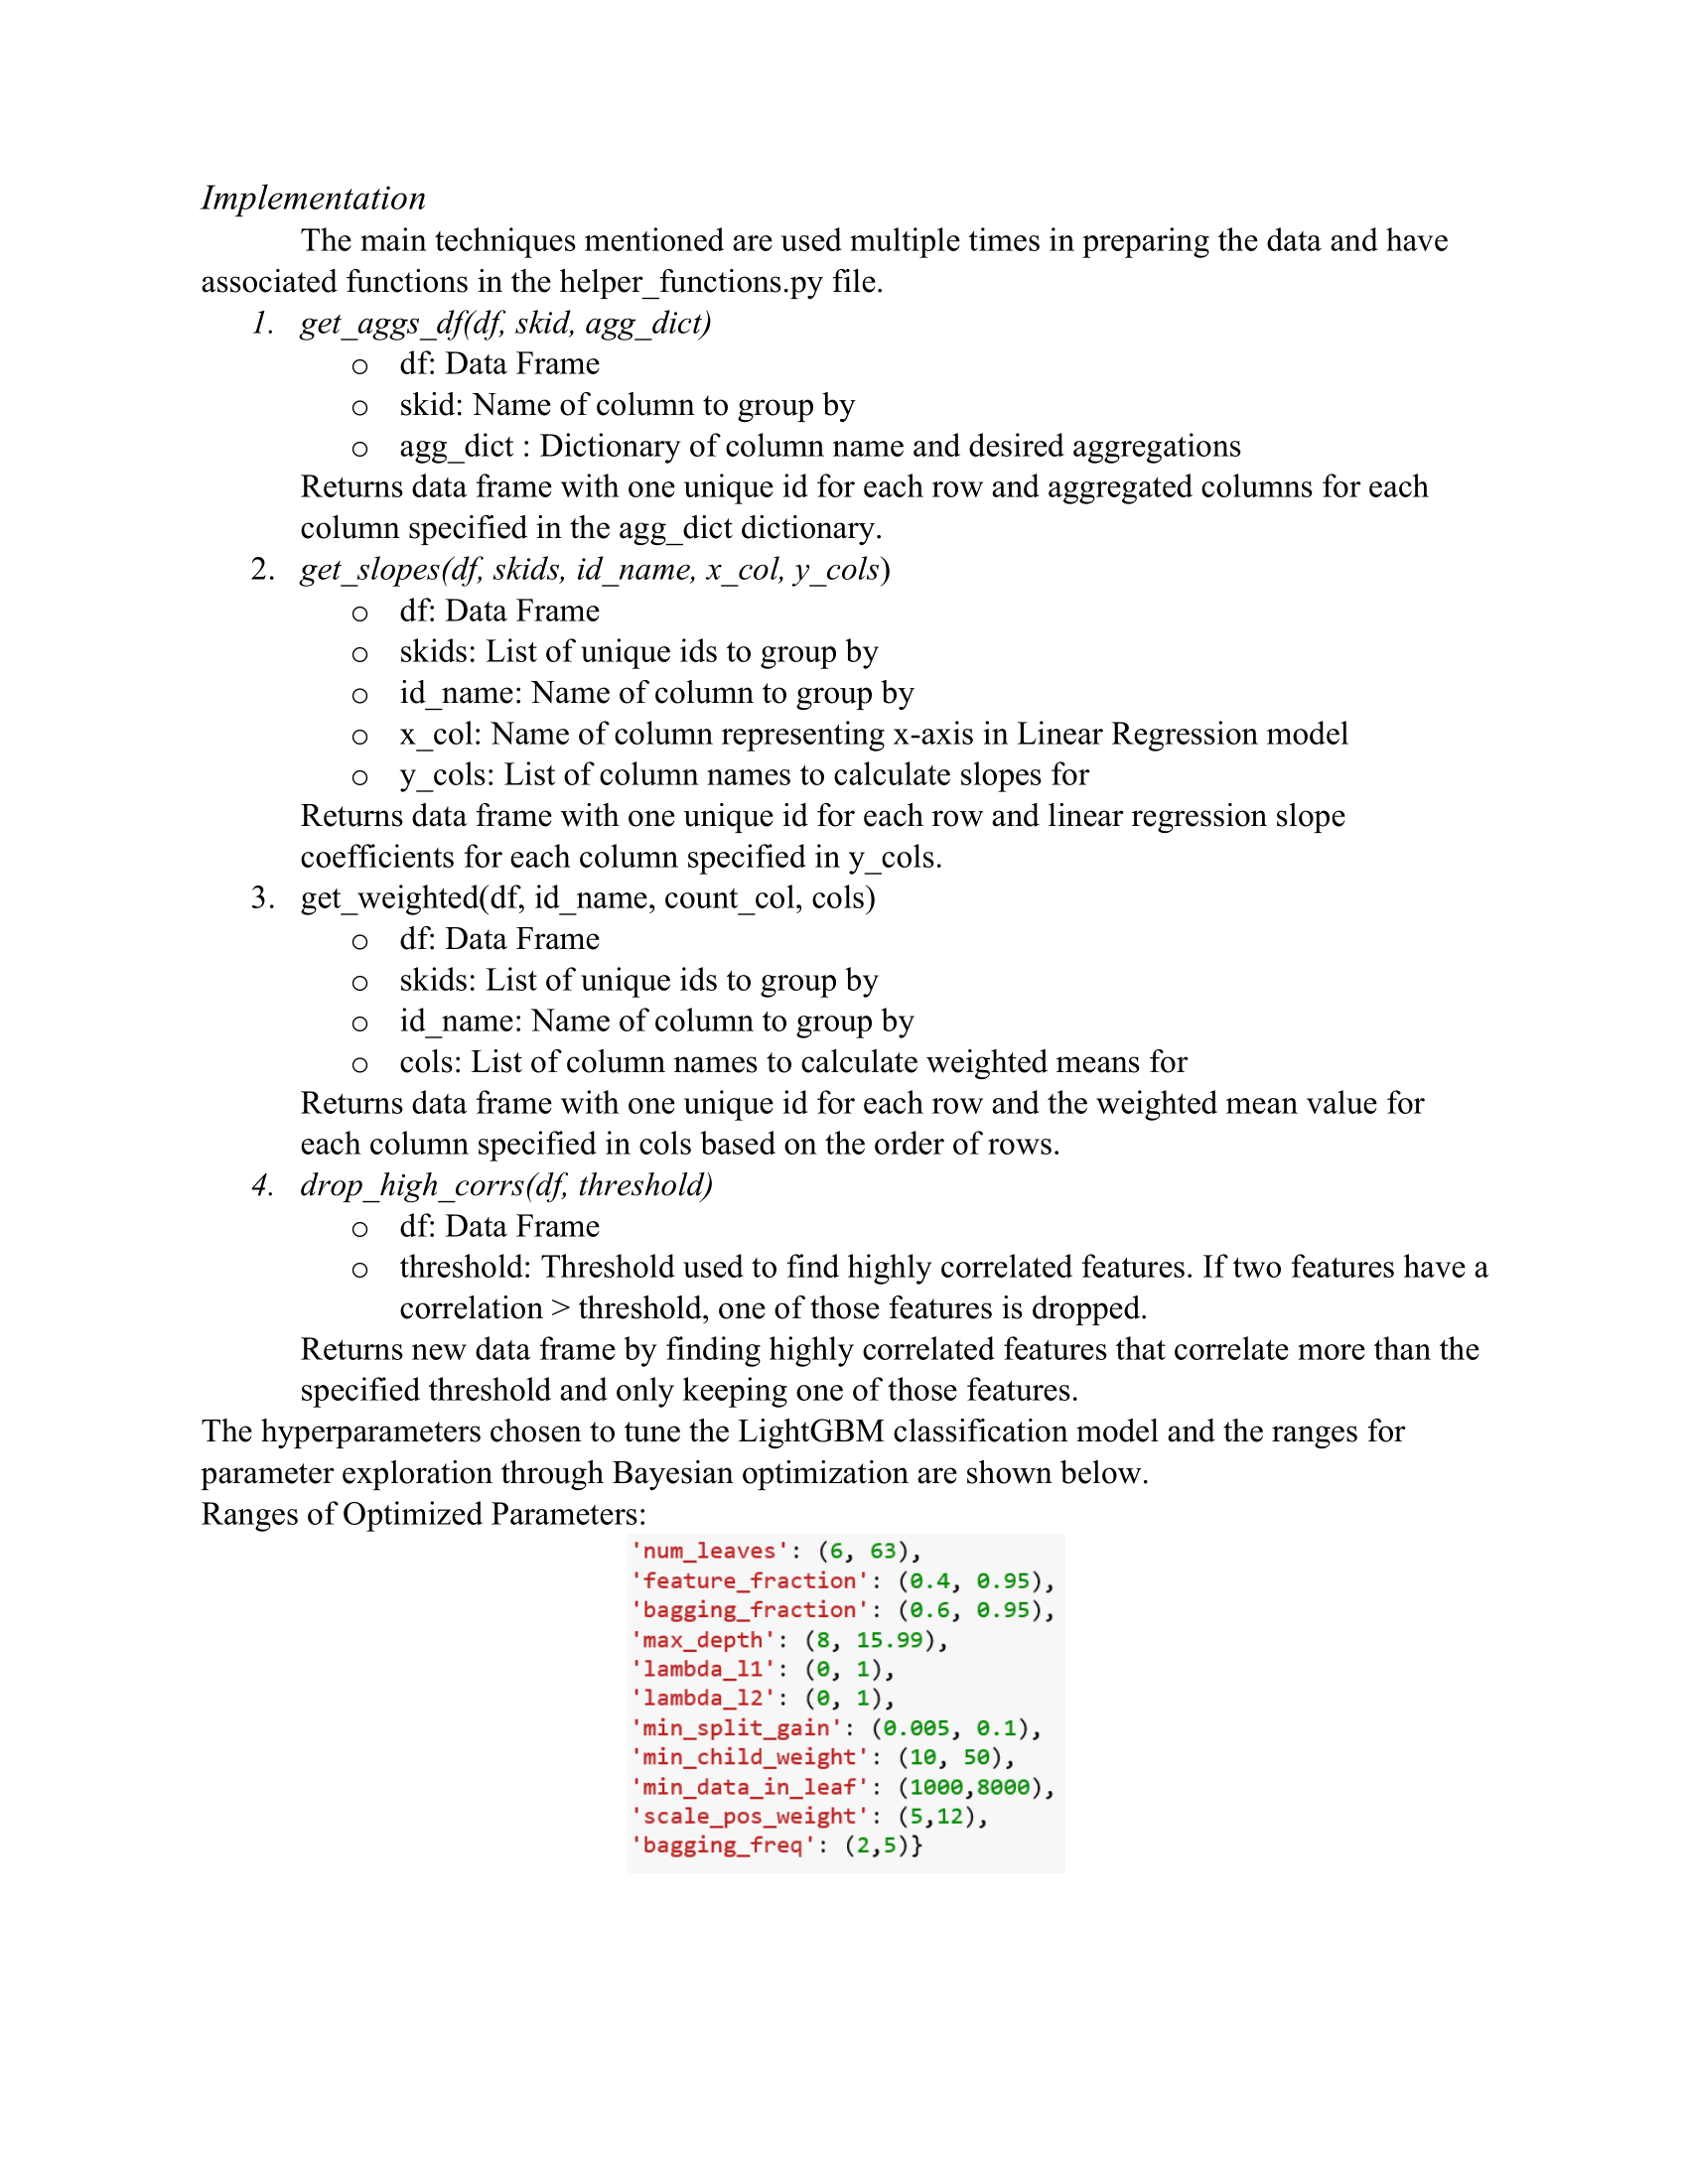 Implementation
The main techniques mentioned are used multiple times in preparing the data and have
associated functions in the helper_functions.py file.
1. get_aggs_df(df, skid, agg_dict)
o df: Data Frame
o skid: Name of column to group by
o agg_dict : Dictionary of column name and desired aggregations
Returns data frame with one unique id for each row and aggregated columns for each
column specified in the agg_dict dictionary.
2. get_slopes(df, skids, id_name, x_col, y_cols)
o df: Data Frame
o skids: List of unique ids to group by
o id_name: Name of column to group by
o x_col: Name of column representing x-axis in Linear Regression model
o y_cols: List of column names to calculate slopes for
Returns data frame with one unique id for each row and linear regression slope
coefficients for each column specified in y_cols.
3. get_weighted(df, id_name, count_col, cols)
o df: Data Frame
o skids: List of unique ids to group by
o id_name: Name of column to group by
o cols: List of column names to calculate weighted means for
Returns data frame with one unique id for each row and the weighted mean value for
each column specified in cols based on the order of rows.
4. drop_high_corrs(df, threshold)
o df: Data Frame
o threshold: Threshold used to find highly correlated features. If two features have a
correlation > threshold, one of those features is dropped.
Returns new data frame by finding highly correlated features that correlate more than the
specified threshold and only keeping one of those features.
The hyperparameters chosen to tune the LightGBM classification model and the ranges for
parameter exploration through Bayesian optimization are shown below.
Ranges of Optimized Parameters:
'num_leaves': (6, 63),
'feature_fraction': (0.4, 0.95),
'bagging_fraction': (0.6, 0.95),
'max_depth': (8, 15.99),
'lambda_l1': (0, 1),
'lambda_l2': (0, 1),
'min_split_gain': (0.005, 0.1),
'min_child_weight': (10, 50),
'min_data_in_leaf': (1000,8000),
'scale_pos_weight': (5,12),
'bagging_freq': (2,5)}